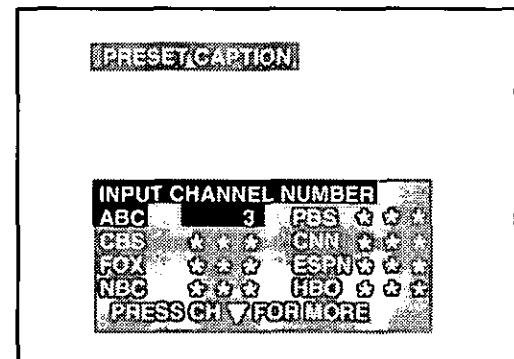 PRESET/CAPTION
INPUT CHANNEL NUMBER
ABC 3 PBS ☆ ☆ ☆
CBS ☆ ☆ ☆ CNN ☆ ☆ ☆
FOX ☆ ☆ ☆ ESPN ☆ ☆ ☆
NBC ☆ ☆ ☆ HBO ☆ ☆ ☆
PRESS CH ▽ FOR MORE